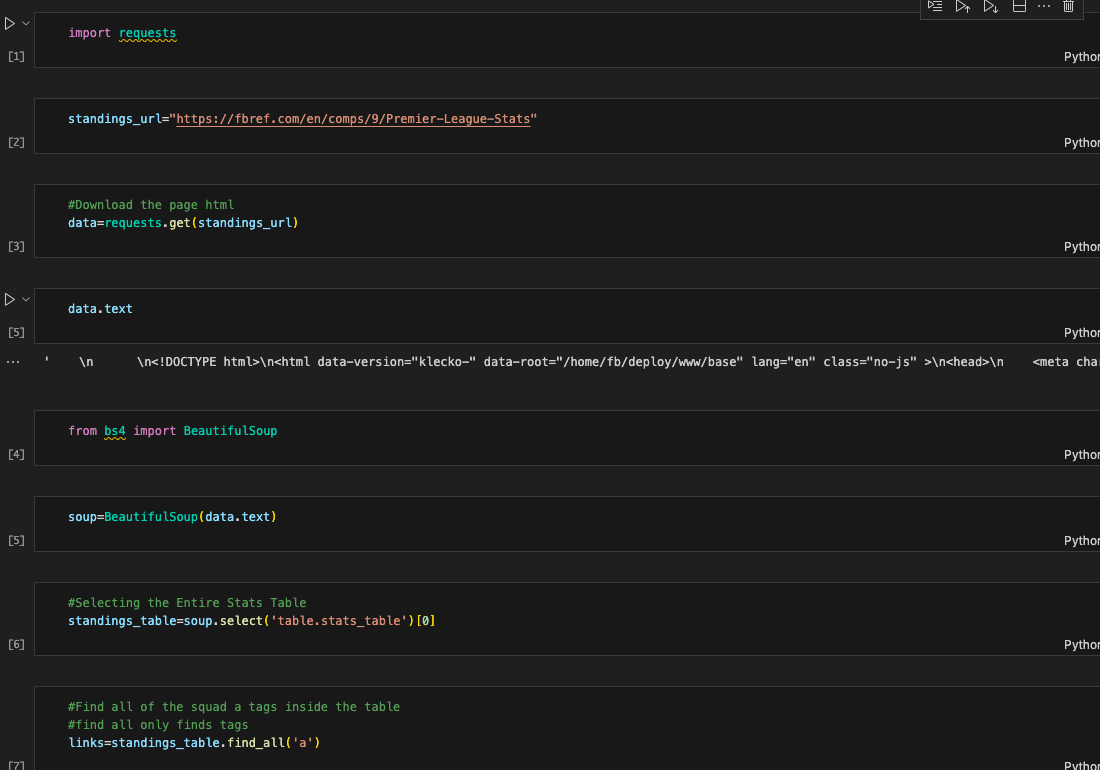 import requests
[1]
Python
standings_url="https://fbref.com/en/comps/9/Premier-League-Stats"
[2]
Python
#Download the page html
data=requests.get(standings_url)
[3]
Python
data.text
[5]
Python
... '    \n      \n<!DOCTYPE html>\n<html data-version="klecko-" data-root="/home/fb/deploy/www/base" lang="en" class="no-js" >\n<head>\n    <meta cha
from bs4 import BeautifulSoup
[4]
Python
soup=BeautifulSoup(data.text)
[5]
Python
#Selecting the Entire Stats Table
standings_table=soup.select('table.stats_table')[0]
[6]
Python
#Find all of the squad a tags inside the table
#find all only finds tags
links=standings_table.find_all('a')
[7]
Python